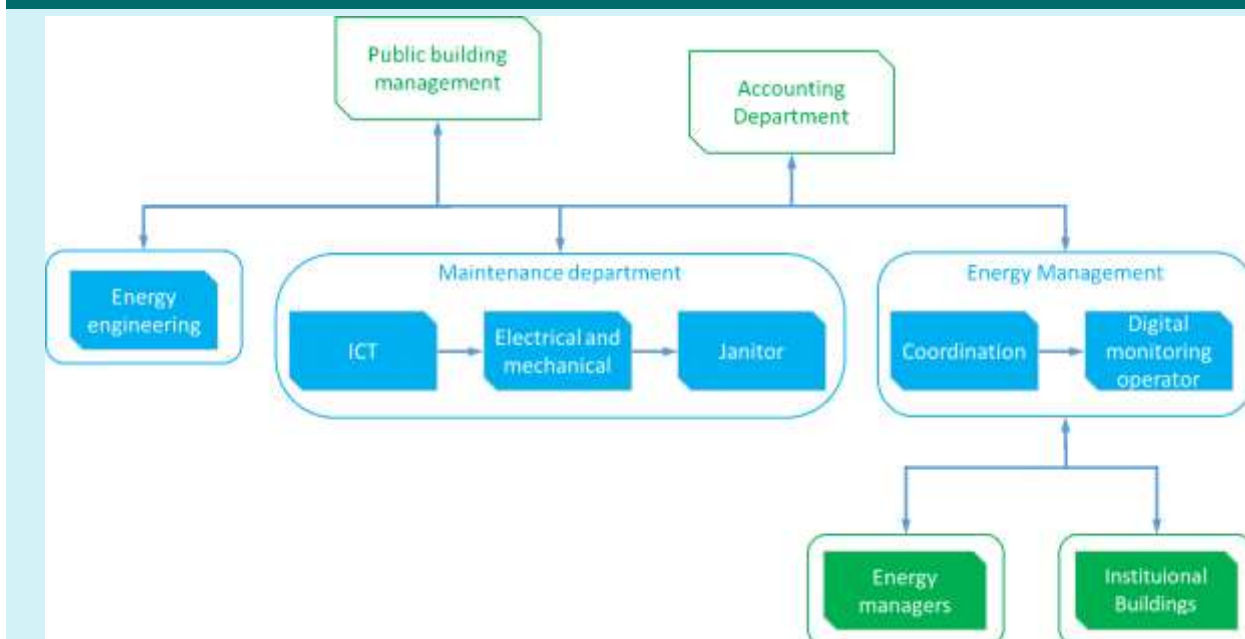 Public building
management
Accounting
Department
Energy
engineering
Maintenance department
ICT
Electrical and
mechanical
Janitor
Energy Management
Coordination
Digital
monitoring
operator
Energy
managers
Instituional
Buildings